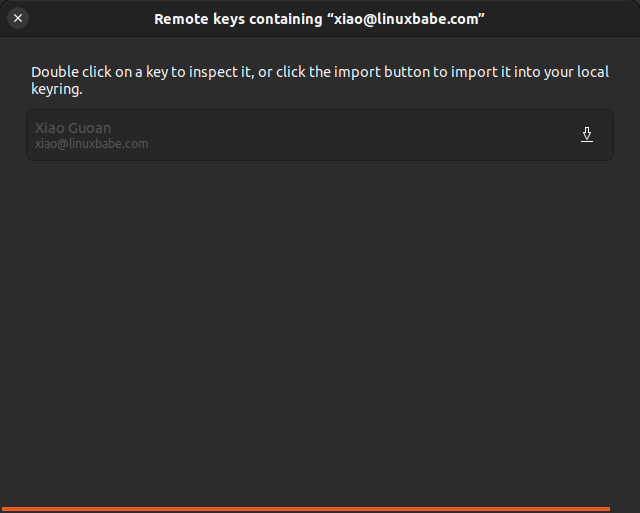 Remote keys containing “xiao@linuxbabe.com”
Double click on a key to inspect it, or click the import button to import it into your local
keyring.
Xiao Guoan
xiao@linuxbabe.com